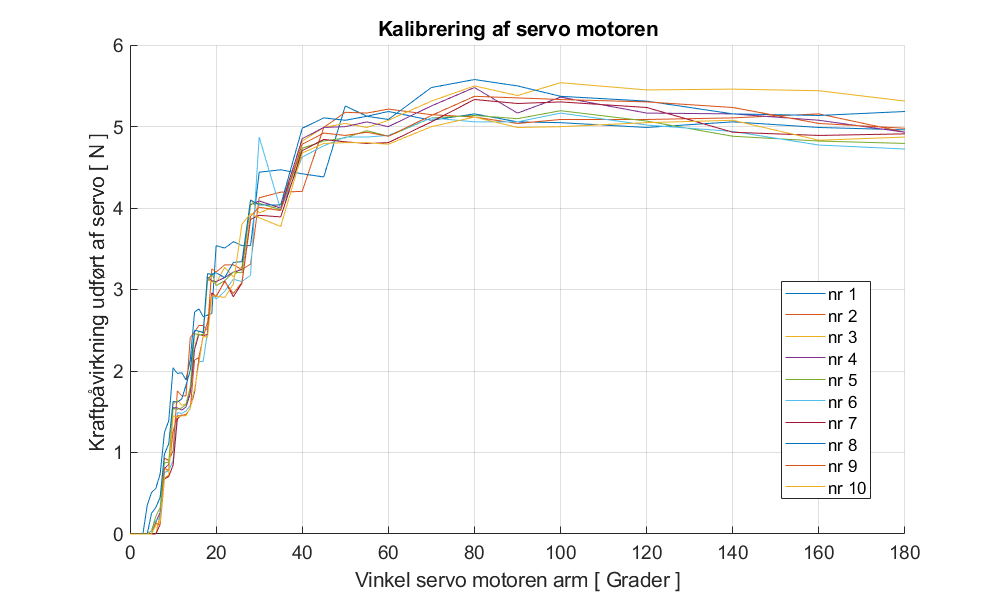 Kalibrering af servo motoren
Kraftpåvirkning udført af servo [ N ]
6
5
4
3
2
1
0
0 20 40 60 80 100 120 140 160 180
Vinkel servo motoren arm [ Grader ]
nr 1
nr 2
nr 3
nr 4
nr 5
nr 6
nr 7
nr 8
nr 9
nr 10